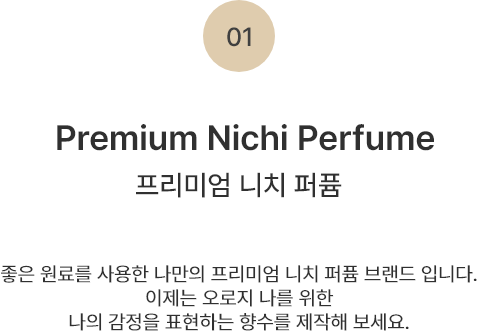 01
Premium Nichi Perfume
프리미엄 니치 퍼퓸
좋은 원료를 사용한 나만의 프리미엄 니치 퍼퓸 브랜드 입니다.
이제는 오로지 나를 위한
나의 감정을 표현하는 향수를 제작해 보세요.